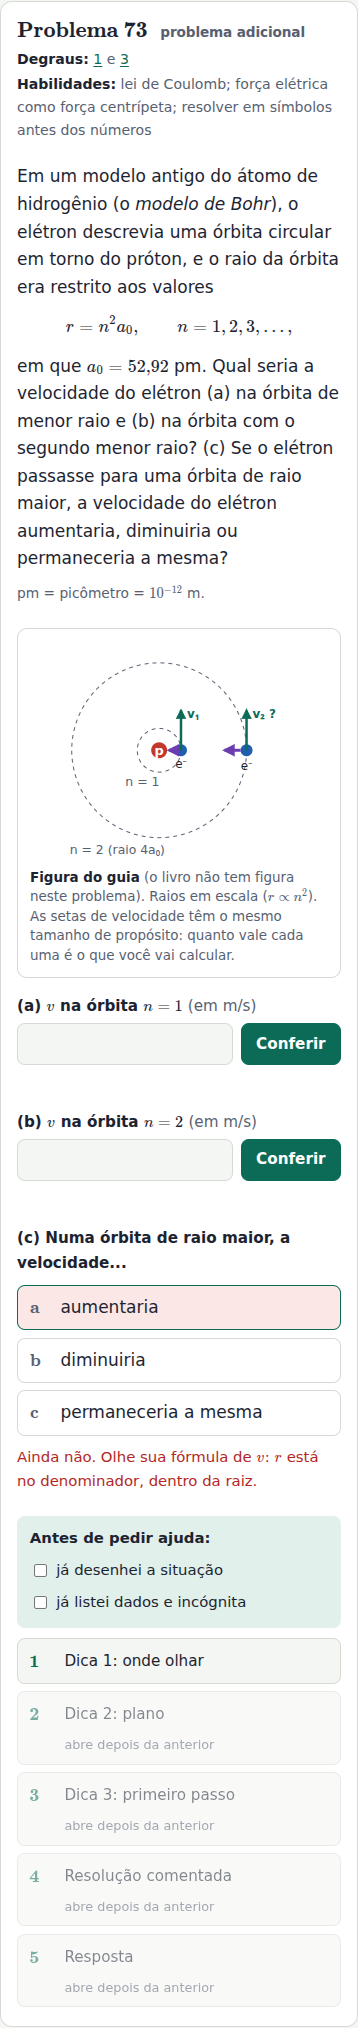 Problema 73 problema adicional
Degraus: 1 e 3
Habilidades: lei de Coulomb; força elétrica
como força centrípeta; resolver em símbolos
antes dos números
Em um modelo antigo do átomo de
hidrogênio (o modelo de Bohr), o
elétron descrevia uma órbita circular
em torno do próton, e o raio da órbita
era restrito aos valores
r = n²a₀, n = 1, 2, 3, . . . ,
em que a₀ = 52,92 pm. Qual seria a
velocidade do elétron (a) na órbita de
menor raio e (b) na órbita com o
segundo menor raio? (c) Se o elétron
passasse para uma órbita de raio
maior, a velocidade do elétron
aumentaria, diminuiria ou
permaneceria a mesma?
pm = picômetro = 10⁻¹² m.
v₁
v₂ ?
p
e⁻
e⁻
n = 1
n = 2 (raio 4a₀)
Figura do guia (o livro não tem figura
neste problema). Raios em escala (r ∝ n²).
As setas de velocidade têm o mesmo
tamanho de propósito: quanto vale cada
uma é o que você vai calcular.
(a) v na órbita n = 1 (em m/s)
Conferir
(b) v na órbita n = 2 (em m/s)
Conferir
(c) Numa órbita de raio maior, a
velocidade...
a aumentaria
b diminuiria
c permaneceria a mesma
Ainda não. Olhe sua fórmula de v: r está
no denominador, dentro da raiz.
Antes de pedir ajuda:
já desenhei a situação
já listei dados e incógnita
1 Dica 1: onde olhar
2 Dica 2: plano
abre depois da anterior
3 Dica 3: primeiro passo
abre depois da anterior
4 Resolução comentada
abre depois da anterior
5 Resposta
abre depois da anterior